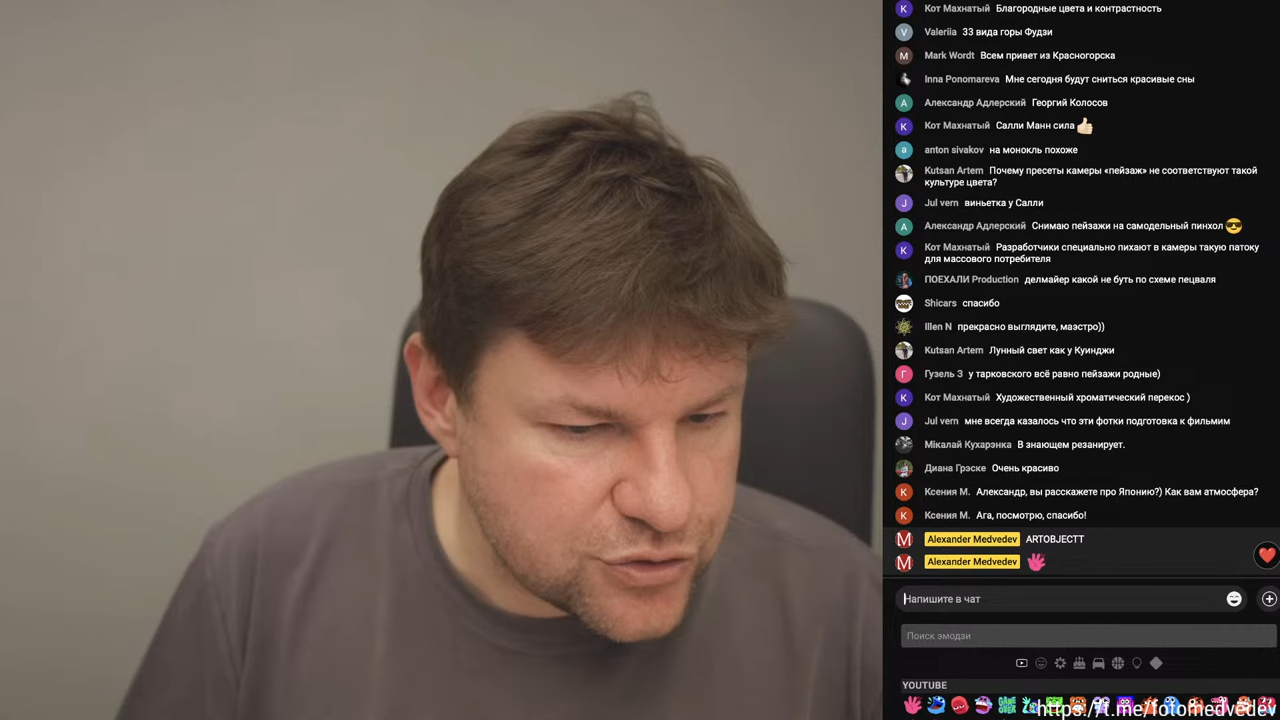 Кот Махнатый Благородные цвета и контрастность
Valeriia 33 вида горы Фудзи
Mark Wordt Всем привет из Красногорска
Inna Ponomareva Мне сегодня будут сниться красивые сны
Александр Адлерский Георгий Колосов
Кот Махнатый Салли Манн сила
anton sivakov на монокль похоже
Kutsan Artem Почему пресеты камеры «пейзаж» не соответствуют такой
культуре цвета?
Jul vern виньетка у Салли
Александр Адлерский Снимаю пейзажи на самодельный пинхол
Кот Махнатый Разработчики специально пихают в камеры такую патоку
для массового потребителя
ПОЕХАЛИ Production делмайер какой не буть по схеме пецваля
Shicars спасибо
Illen N прекрасно выглядите, маэстро))
Kutsan Artem Лунный свет как у Куинджи
Гузель З у тарковского всё равно пейзажи родные)
Кот Махнатый Художественный хроматический перекос )
Jul vern мне всегда казалось что эти фотки подготовка к фильмим
Мікалай Кухарэнка В знающем резанирует.
Диана Грэске Очень красиво
Ксения М. Александр, вы расскажете про Японию?) Как вам атмосфера?
Ксения М. Ага, посмотрю, спасибо!
Alexander Medvedev ARTOBJECTT
Alexander Medvedev
Напишите в чат
Поиск эмодзи
YOUTUBE
https://t.me/fotomedvedev